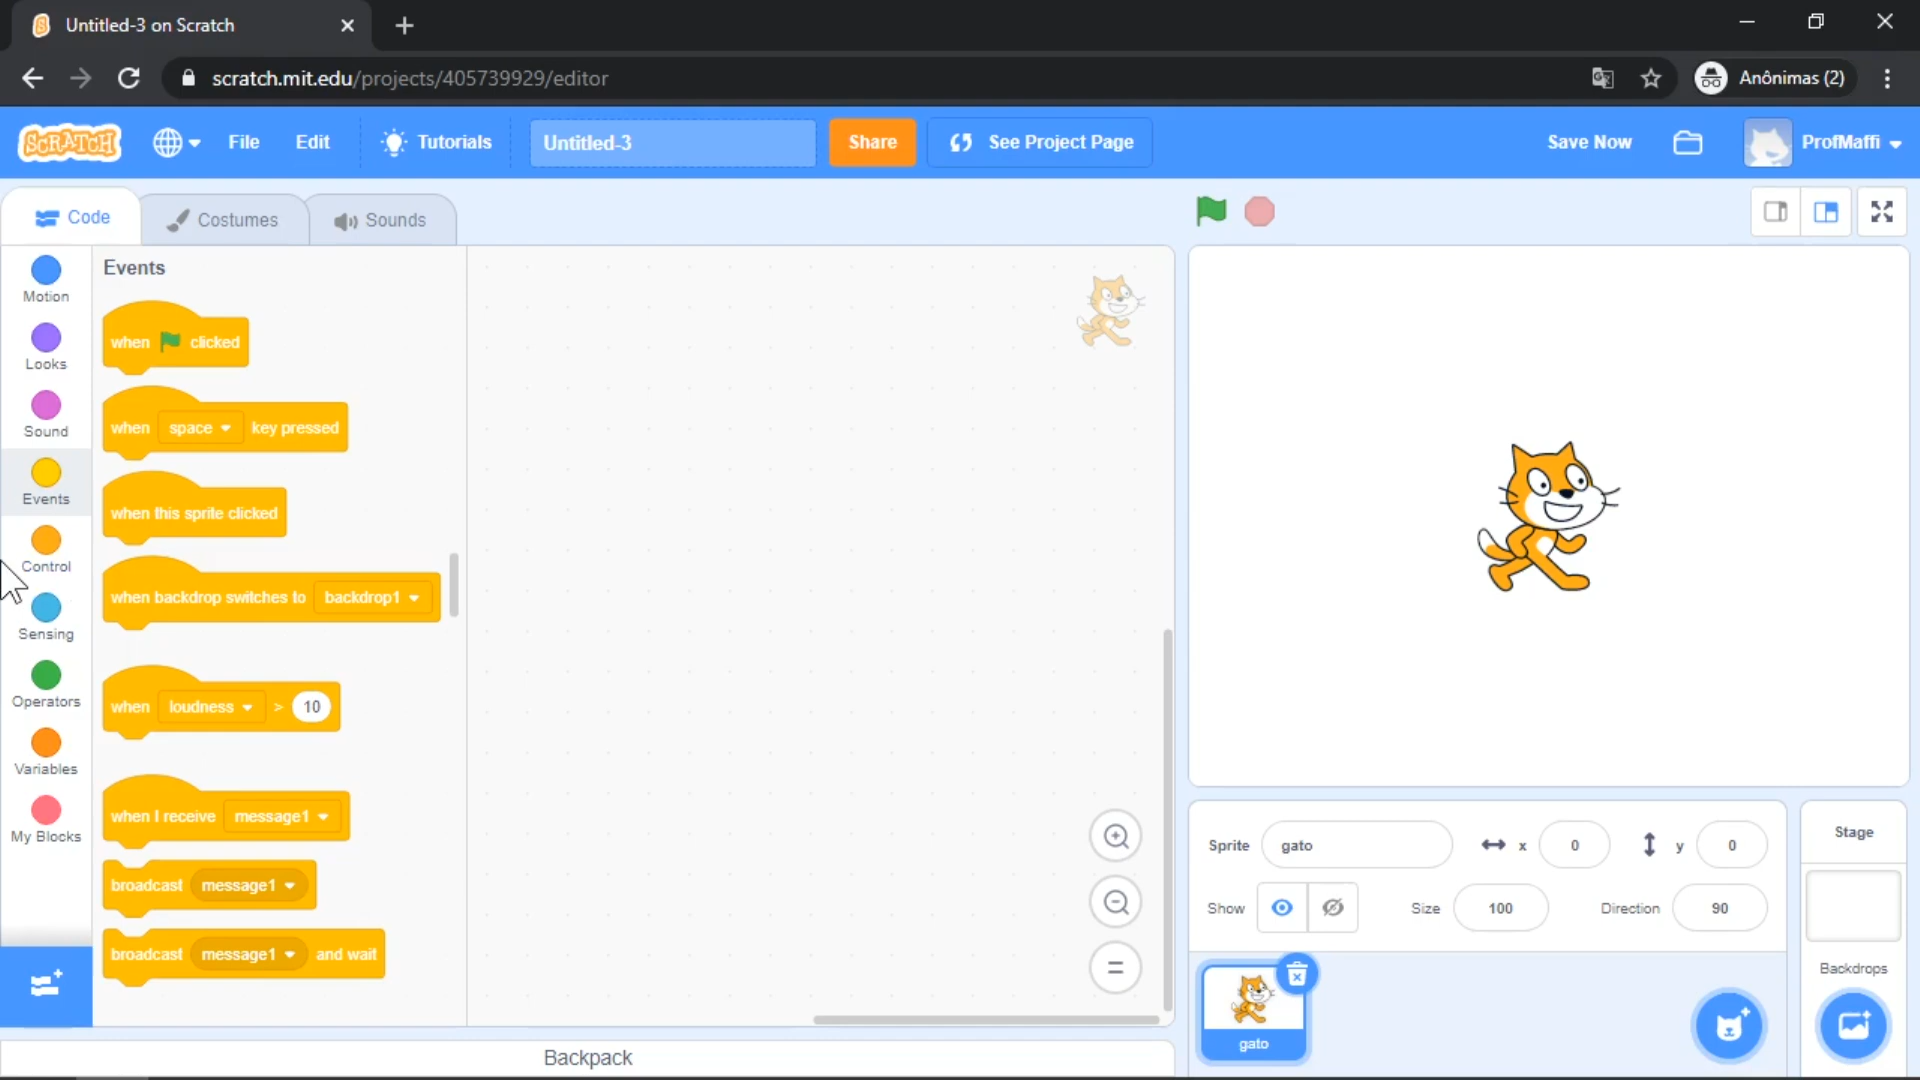 Untitled-3 on Scratch
scratch.mit.edu/projects/405739929/editor
Anônimas (2)
SCRATCH
File
Edit
Tutorials
Untitled-3
Share
See Project Page
Save Now
ProfMaffi
Code
Costumes
Sounds
Motion
Looks
Sound
Events
Control
Sensing
Operators
Variables
My Blocks
Events
when clicked
when space key pressed
when this sprite clicked
when backdrop switches to backdrop1
when loudness > 10
when I receive message1
broadcast message1
broadcast message1 and wait
Backpack
Sprite gato x 0 y 0
Show Size 100 Direction 90
gato
Stage
Backdrops